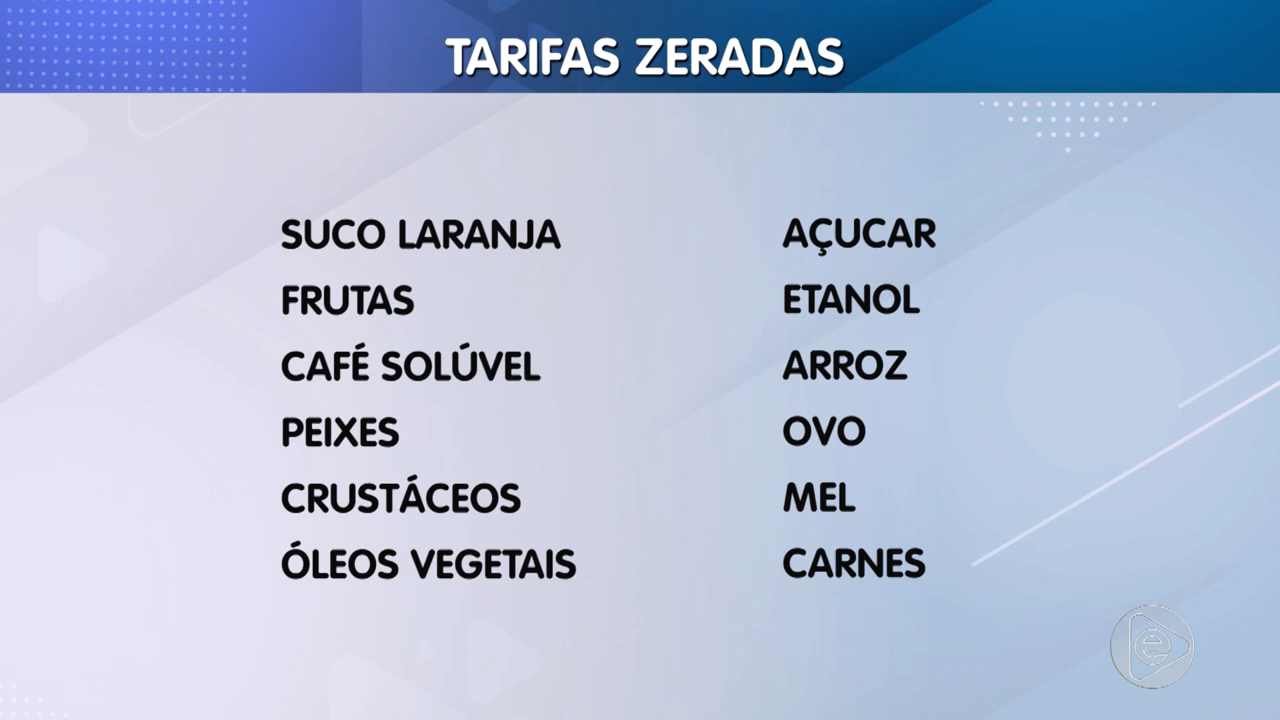 TARIFAS ZERADAS
SUCO LARANJA
FRUTAS
CAFÉ SOLÚVEL
PEIXES
CRUSTÁCEOS
ÓLEOS VEGETAIS
AÇUCAR
ETANOL
ARROZ
OVO
MEL
CARNES
e